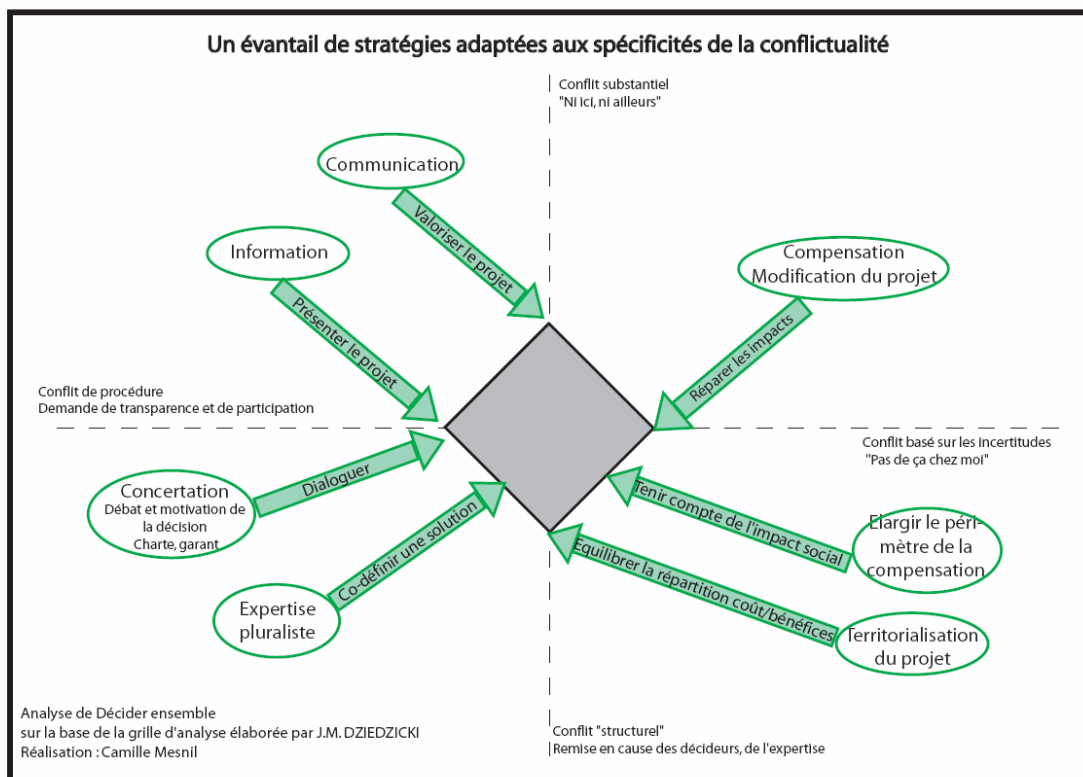 Un évantail de stratégies adaptées aux spécificités de la conflictualité
Conflit substantiel
"Ni ici, ni ailleurs"
Communication
Valoriser le projet
Information
Présenter le projet
Compensation
Modification du projet
Réparer les impacts
Conflit de procédure
Demande de transparence et de participation
Conflit basé sur les incertitudes
"Pas de ça chez moi"
Concertation
Débat et motivation de
la décision
Charte, garant
Dialoguer
Tenir compte de l'impact social
Elargir le péri-
mètre de la
compensation
Expertise
pluraliste
Co-définir une solution
Equilibrer la répartition coût/bénéfices
Territorialisation
du projet
Analyse de Décider ensemble
sur la base de la grille d'analyse élaborée par J.M. DZIEDZICKI
Réalisation : Camille Mesnil
Conflit "structurel"
Remise en cause des décideurs, de l'expertise